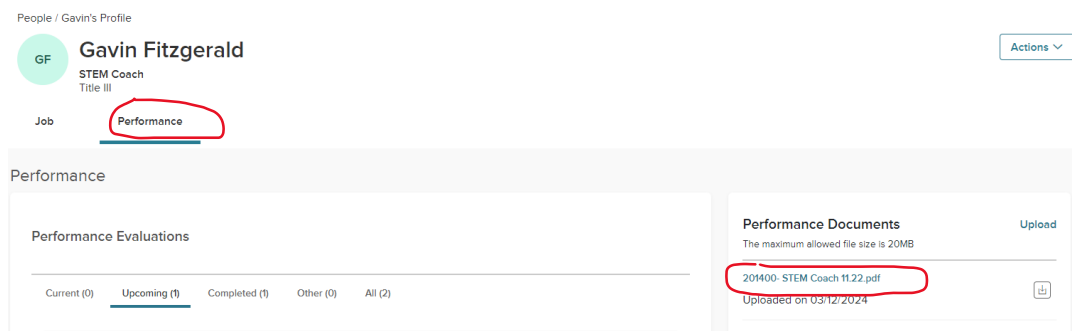 People / Gavin's Profile
GF
Gavin Fitzgerald
STEM Coach
Title III
Actions
Job
Performance
Performance
Performance Evaluations
Current (0)
Upcoming (1)
Completed (1)
Other (0)
All (2)
Performance Documents
Upload
The maximum allowed file size is 20MB
201400- STEM Coach 11.22.pdf
Uploaded on 03/12/2024